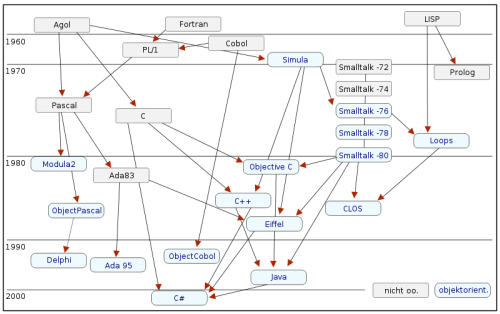 Agol
Fortran
LISP
1960
PL/1
Cobol
Simula
Smalltalk -72
1970
Prolog
Smalltalk -74
Pascal
C
Smalltalk -76
Smalltalk -78
Loops
Smalltalk -80
1980
Modula2
Objective C
Ada83
C++
CLOS
ObjectPascal
Eiffel
1990
Delphi
Ada 95
ObjectCobol
Java
2000
C#
nicht oo.
objektorient.